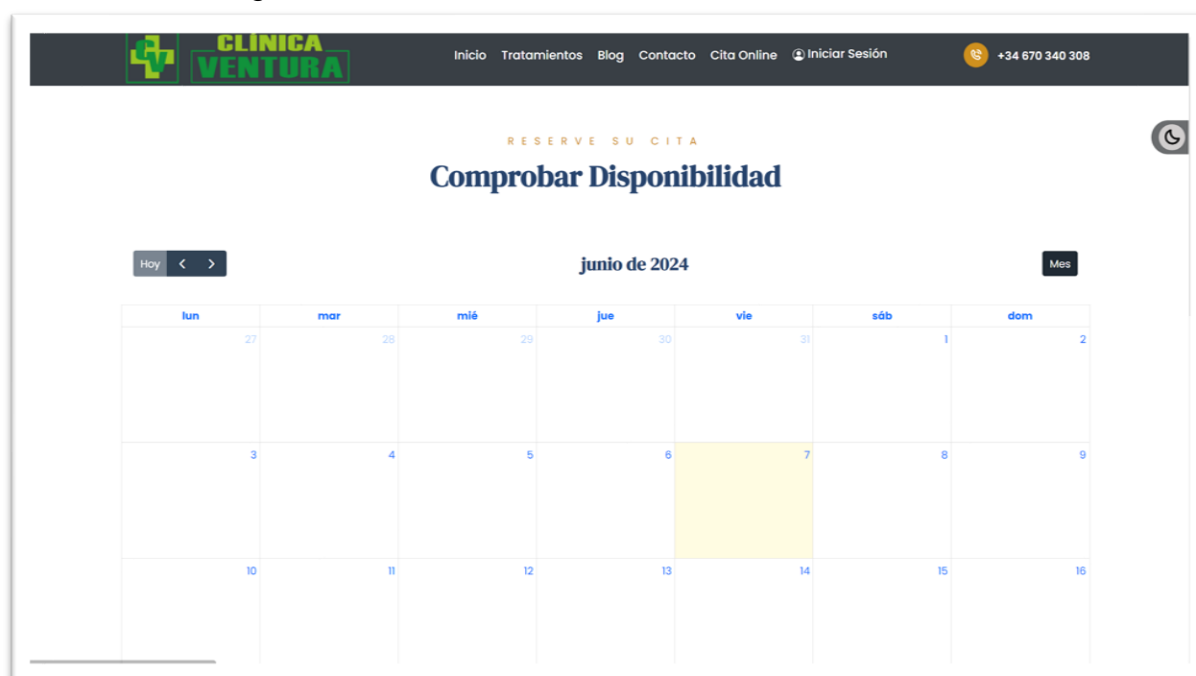 CLÍNICA
VENTURA
Inicio Tratamientos Blog Contacto Cita Online Iniciar Sesión +34 670 340 308
RESERVE SU CITA
Comprobar Disponibilidad
Hoy junio de 2024 Mes
lun mar mié jue vie sáb dom
27 28 29 30 31 1 2
3 4 5 6 7 8 9
10 11 12 13 14 15 16